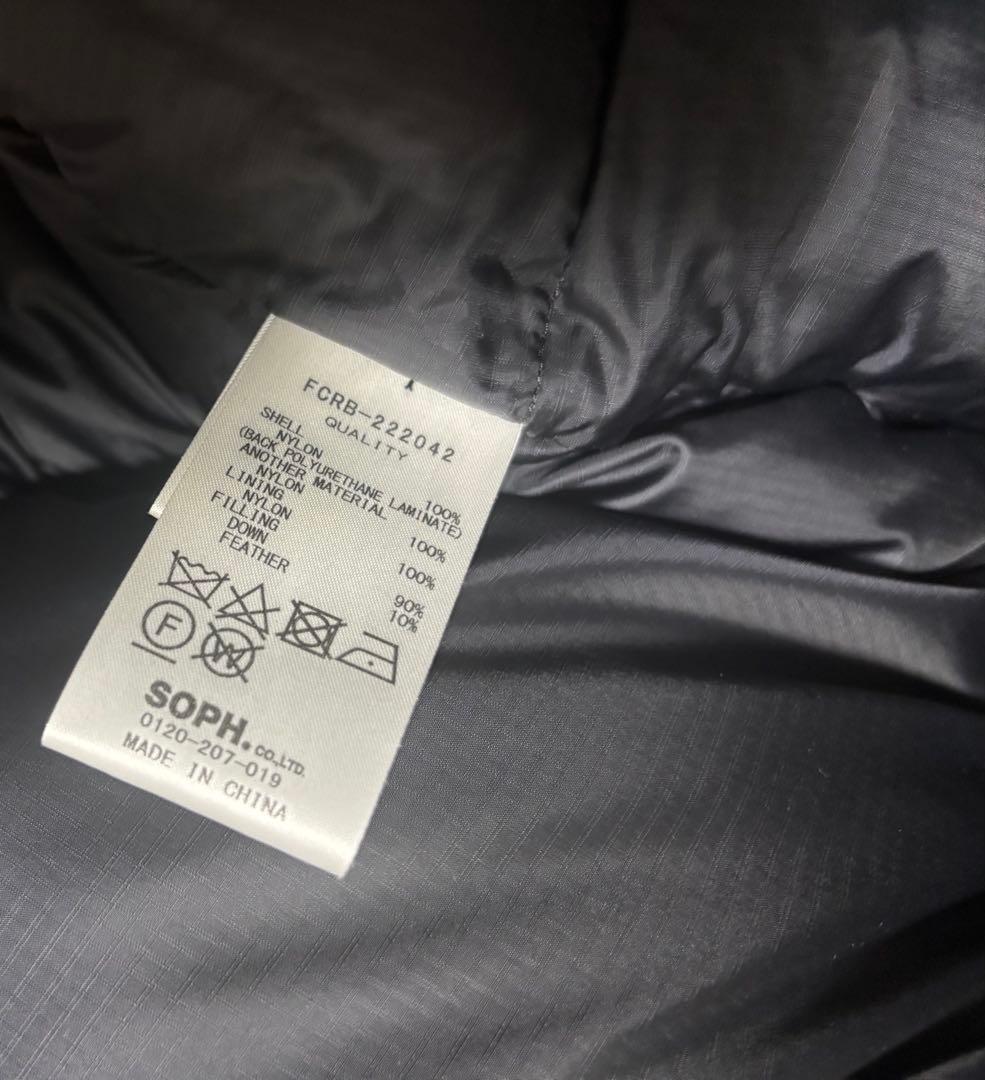 FCRB-222042
QUALITY
SHELL
NYLON 100%
(BACK POLYURETHANE LAMINATE)
ANOTHER MATERIAL
NYLON 100%
LINING
NYLON 100%
FILLING
DOWN 90%
FEATHER 10%
F W
SOPH. CO.,LTD.
0120-207-019
MADE IN CHINA